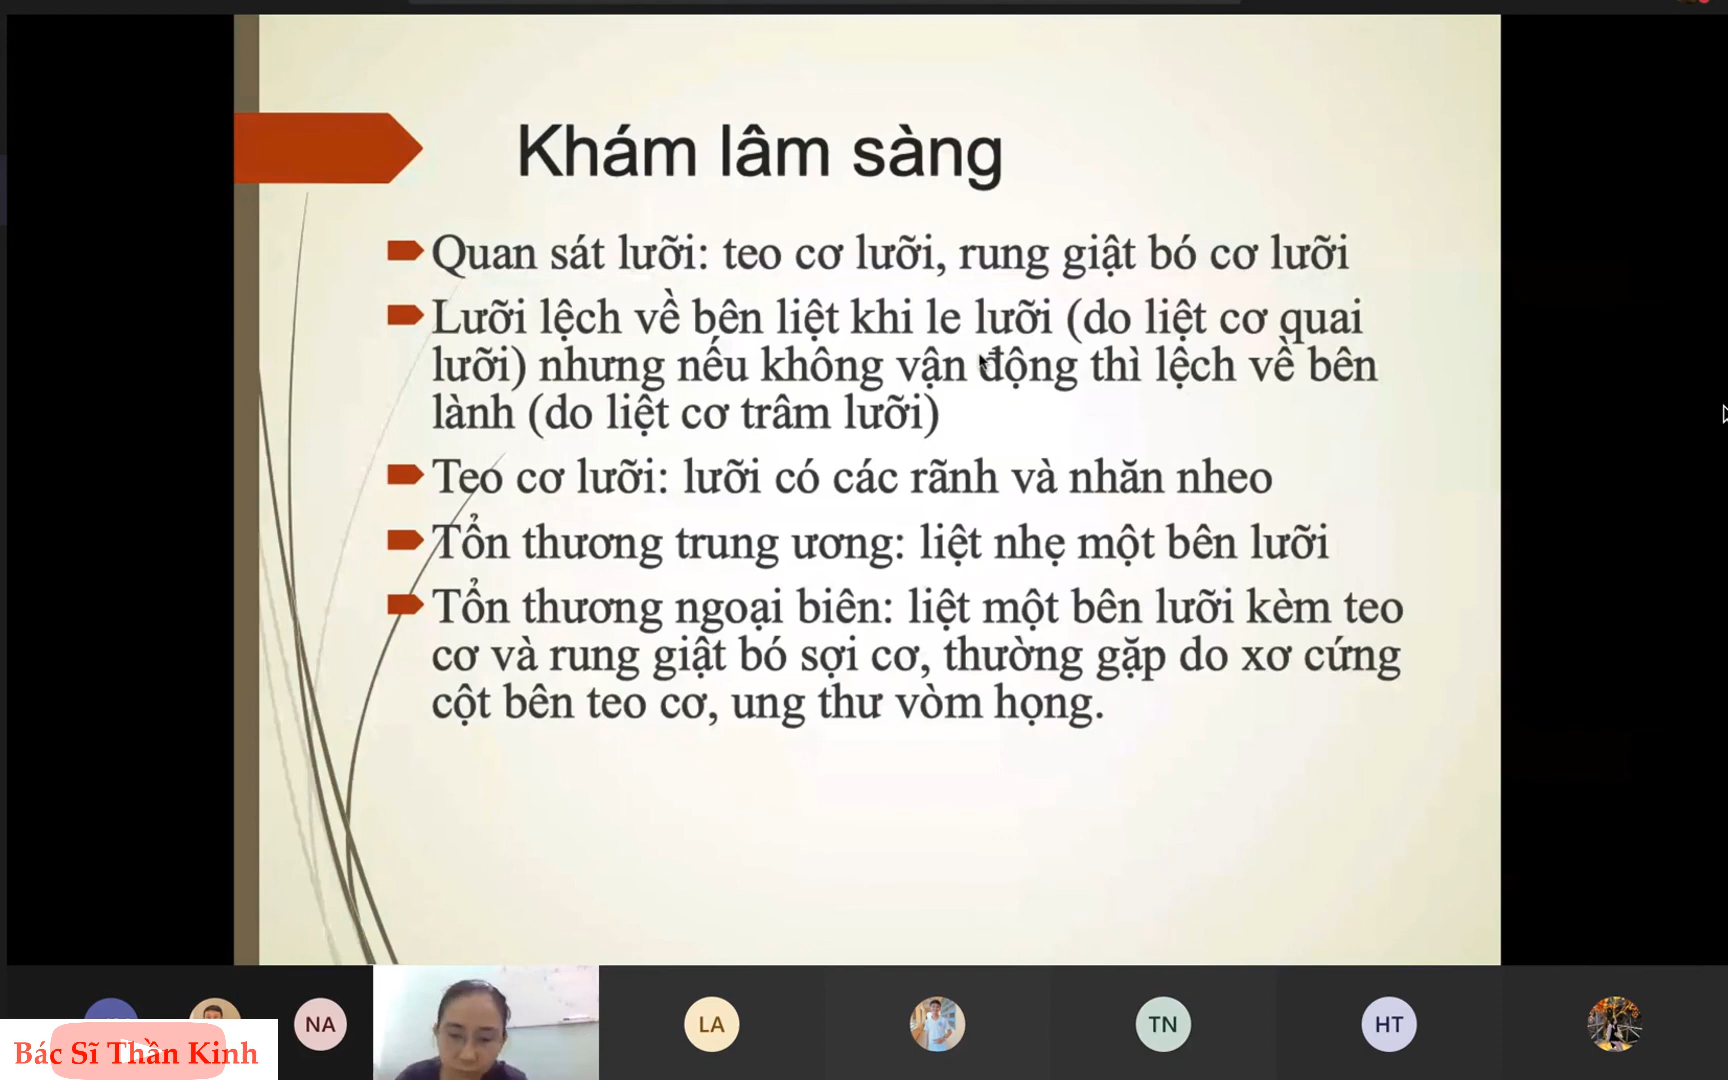 Khám lâm sàng
Quan sát lưỡi: teo cơ lưỡi, rung giật bó cơ lưỡi
Lưỡi lệch về bên liệt khi le lưỡi (do liệt cơ quai
lưỡi) nhưng nếu không vận động thì lệch về bên
lành (do liệt cơ trâm lưỡi)
Teo cơ lưỡi: lưỡi có các rãnh và nhăn nheo
Tổn thương trung ương: liệt nhẹ một bên lưỡi
Tổn thương ngoại biên: liệt một bên lưỡi kèm teo
cơ và rung giật bó sợi cơ, thường gặp do xơ cứng
cột bên teo cơ, ung thư vòm họng.
NA
LA
TN
HT
Bác Sĩ Thần Kinh